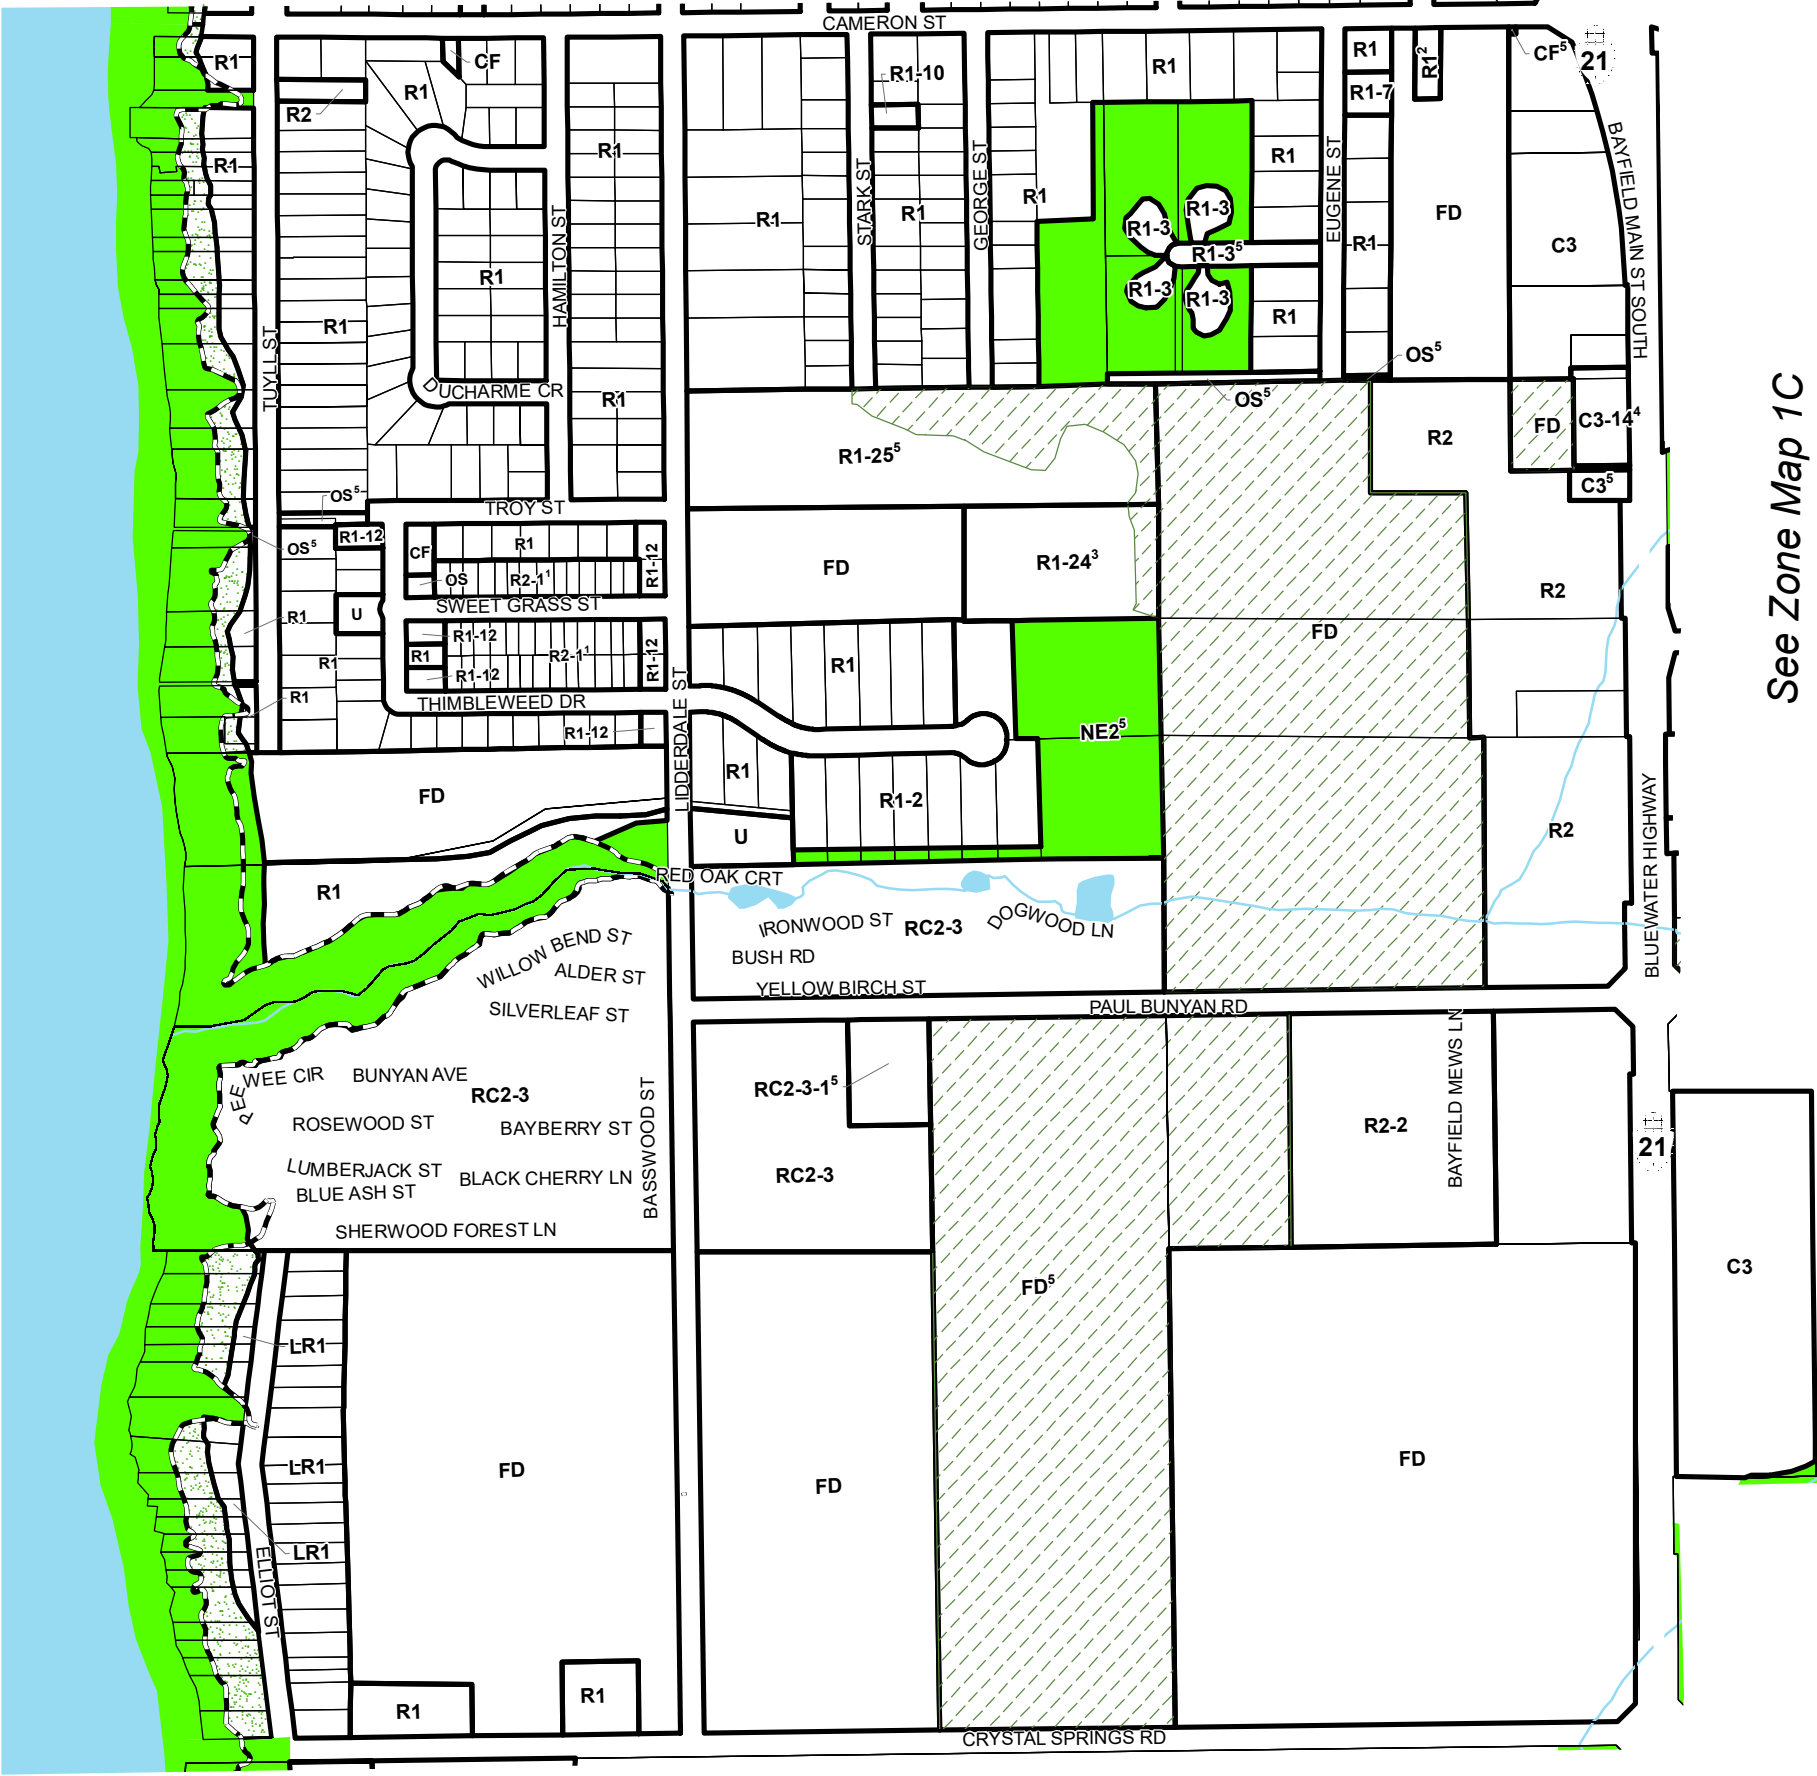 CAMERON ST
R1
CF
R1-10
R1
R1
R1²
CF⁵
21
R1
R1-7
R2
R1
R1
R1
R1
BAYFIELD MAIN ST SOUTH
STARK ST
GEORGE ST
EUGENE ST
R1
R1-3
R1-3
R1
R1
FD
R1-3⁵
R1
C3
R1-3
R1-3
R1
HAMILTON ST
R1
R1
TUYLL ST
DUCHARME CR
R1
OS⁵
OS⁵
R2
FD
C3-14⁴
See Zone Map 1C
R1-25⁵
C3⁵
OS⁵
TROY ST
OS⁵
R1-12
CF
R1
R1-12
OS
R2-1¹
FD
R1-24³
R2
SWEET GRASS ST
R1
U
R1-12
R1
R2-1¹
R1-12
R1-12
FD
R1
R1
R1
THIMBLEWEED DR
R1-12
LIDDERDALE ST
NE2⁵
R1
R1-2
FD
U
R2
BLUEWATER HIGHWAY
RED OAK CRT
R1
IRONWOOD ST
RC2-3
DOGWOOD LN
WILLOW BEND ST
BUSH RD
ALDER ST
YELLOW BIRCH ST
SILVERLEAF ST
PAUL BUNYAN RD
PEE WEE CIR
BUNYAN AVE
RC2-3
RC2-3-1⁵
BAYFIELD MEWS LN
ROSEWOOD ST
BAYBERRY ST
BASSWOOD ST
R2-2
21
LUMBERJACK ST
BLUE ASH ST
BLACK CHERRY LN
RC2-3
SHERWOOD FOREST LN
C3
FD⁵
LR1
LR1
FD
FD
FD
LR1
ELLIOT ST
R1
R1
CRYSTAL SPRINGS RD